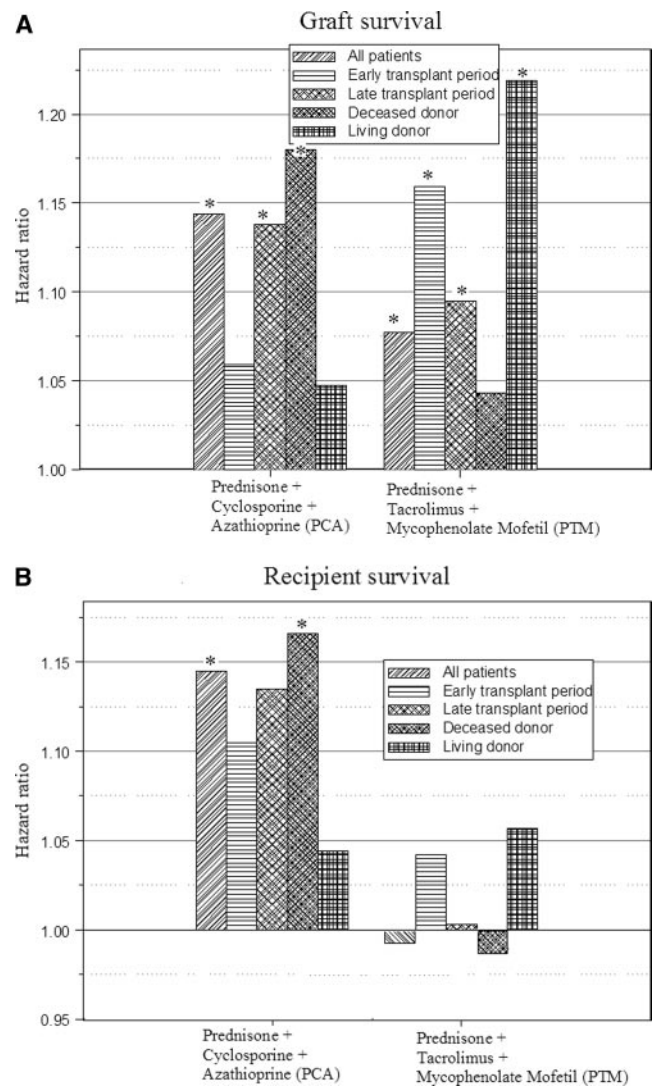 A
Graft survival
All patients
Early transplant period
Late transplant period
Deceased donor
Living donor
Hazard ratio
1.20
1.15
1.10
1.05
1.00
*
*
*
*
*
*
*
Prednisone +
Cyclosporine +
Azathioprine (PCA)
Prednisone +
Tacrolimus +
Mycophenolate Mofetil (PTM)
B
Recipient survival
All patients
Early transplant period
Late transplant period
Deceased donor
Living donor
Hazard ratio
1.15
1.10
1.05
1.00
0.95
*
*
Prednisone +
Cyclosporine +
Azathioprine (PCA)
Prednisone +
Tacrolimus +
Mycophenolate Mofetil (PTM)